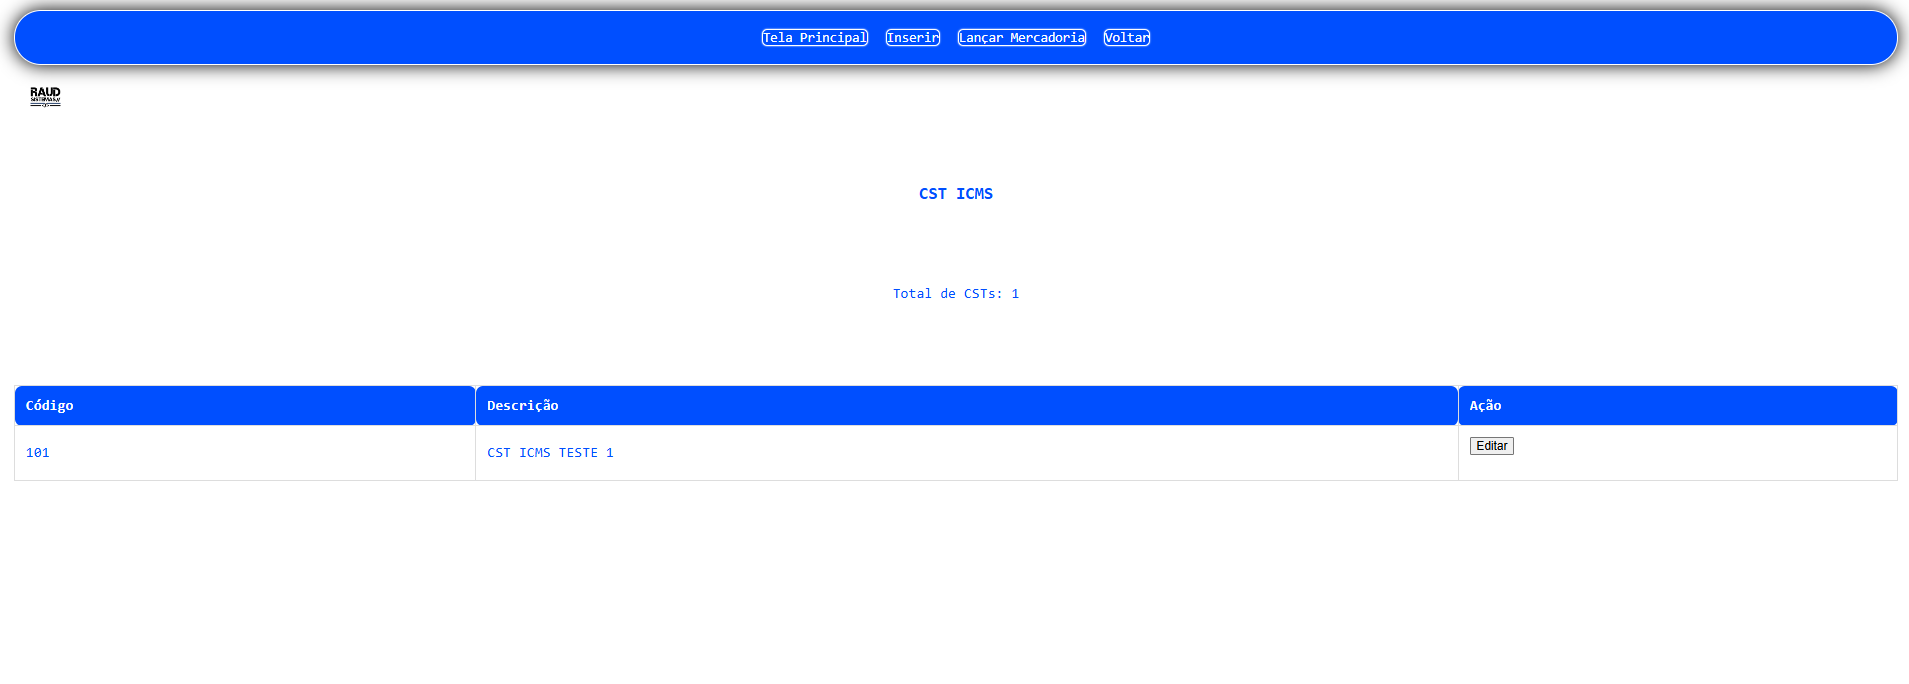 Tela Principal Inserir Lançar Mercadoria Voltar
RAUD
SISTEMAS//
CST ICMS
Total de CSTs: 1
Código Descrição Ação
101 CST ICMS TESTE 1 Editar